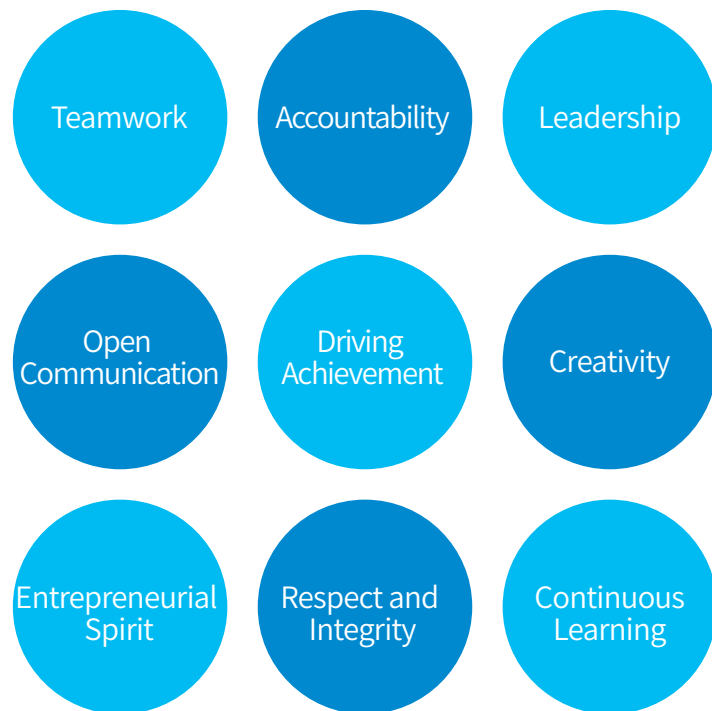 Teamwork
Accountability
Leadership
Open
Communication
Driving
Achievement
Creativity
Entrepreneurial
Spirit
Respect and
Integrity
Continuous
Learning